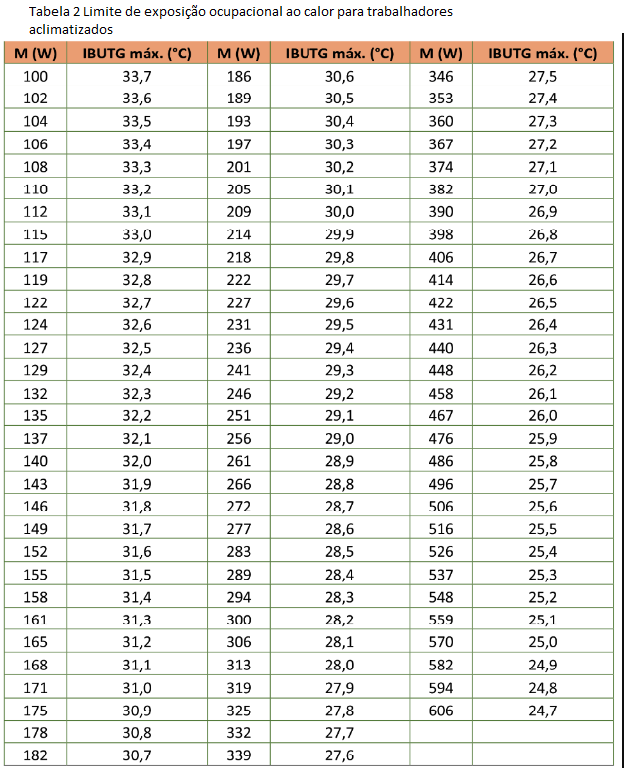 Tabela 2 Limite de exposição ocupacional ao calor para trabalhadores
aclimatizados
M (W) IBUTG máx. (°C) M (W) IBUTG máx. (°C) M (W) IBUTG máx. (°C)
100 33,7 186 30,6 346 27,5
102 33,6 189 30,5 353 27,4
104 33,5 193 30,4 360 27,3
106 33,4 197 30,3 367 27,2
108 33,3 201 30,2 374 27,1
110 33,2 205 30,1 382 27,0
112 33,1 209 30,0 390 26,9
115 33,0 214 29,9 398 26,8
117 32,9 218 29,8 406 26,7
119 32,8 222 29,7 414 26,6
122 32,7 227 29,6 422 26,5
124 32,6 231 29,5 431 26,4
127 32,5 236 29,4 440 26,3
129 32,4 241 29,3 448 26,2
132 32,3 246 29,2 458 26,1
135 32,2 251 29,1 467 26,0
137 32,1 256 29,0 476 25,9
140 32,0 261 28,9 486 25,8
143 31,9 266 28,8 496 25,7
146 31,8 272 28,7 506 25,6
149 31,7 277 28,6 516 25,5
152 31,6 283 28,5 526 25,4
155 31,5 289 28,4 537 25,3
158 31,4 294 28,3 548 25,2
161 31,3 300 28,2 559 25,1
165 31,2 306 28,1 570 25,0
168 31,1 313 28,0 582 24,9
171 31,0 319 27,9 594 24,8
175 30,9 325 27,8 606 24,7
178 30,8 332 27,7
182 30,7 339 27,6